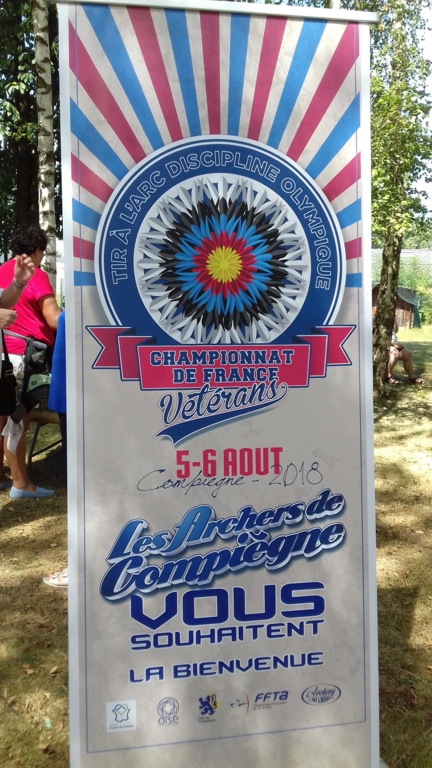 TIR À L'ARC DISCIPLINE OLYMPIQUE
CHAMPIONNAT
DE FRANCE
Vétérans
5-6 AOUT
Compiègne - 2018
Les Archers de
Compiègne
VOUS
SOUHAITENT
LA BIENVENUE
oise
FFTA
Archery